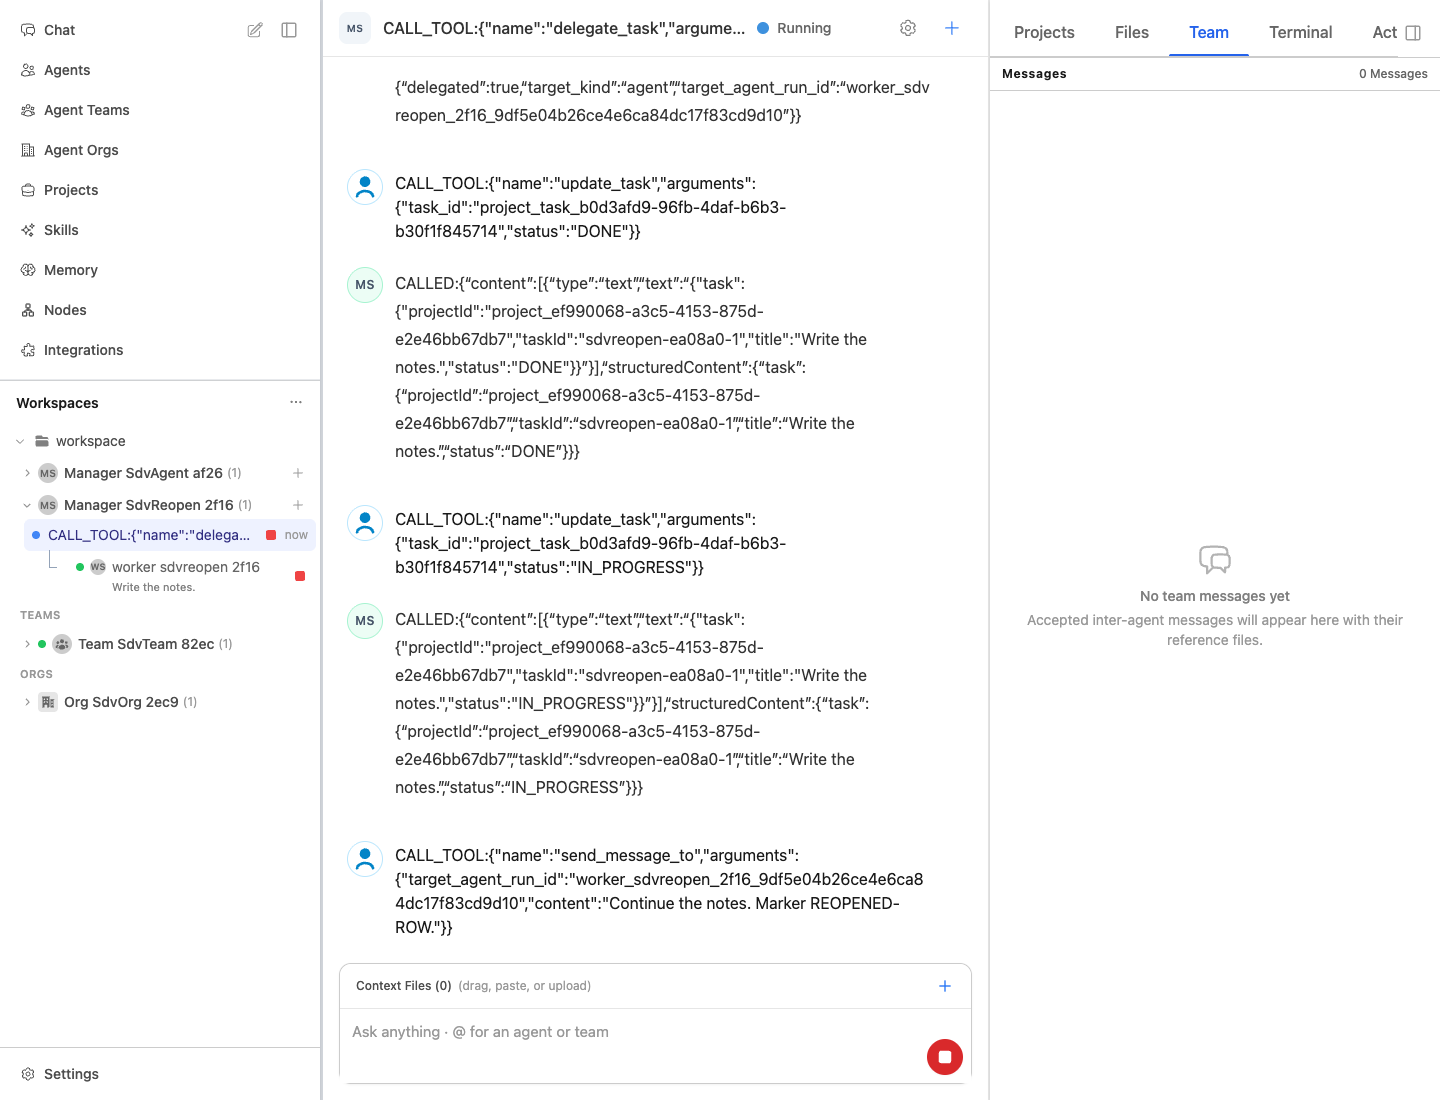 Chat
Agents
Agent Teams
Agent Orgs
Projects
Skills
Memory
Nodes
Integrations
Workspaces
workspace
MS Manager SdvAgent af26 (1)
MS Manager SdvReopen 2f16 (1)
CALL_TOOL:{"name":"delega... now
WS worker sdvreopen 2f16
Write the notes.
TEAMS
Team SdvTeam 82ec (1)
ORGS
Org SdvOrg 2ec9 (1)
Settings
MS CALL_TOOL:{"name":"delegate_task","argume... Running
{“delegated”:true,“target_kind”:“agent”,“target_agent_run_id”:“worker_sdv
reopen_2f16_9df5e04b26ce4e6ca84dc17f83cd9d10”}}
CALL_TOOL:{"name":"update_task","arguments":
{"task_id":"project_task_b0d3afd9-96fb-4daf-b6b3-
b30f1f845714","status":"DONE"}}
MS
CALLED:{“content”:[{“type”:“text”,“text”:“{"task":
{"projectId":"project_ef990068-a3c5-4153-875d-
e2e46bb67db7","taskId":"sdvreopen-ea08a0-1","title":"Write the
notes.","status":"DONE"}}”}],“structuredContent”:{“task”:
{“projectId”:“project_ef990068-a3c5-4153-875d-
e2e46bb67db7”,“taskId”:“sdvreopen-ea08a0-1”,“title”:“Write the
notes.”,“status”:“DONE”}}}
CALL_TOOL:{"name":"update_task","arguments":
{"task_id":"project_task_b0d3afd9-96fb-4daf-b6b3-
b30f1f845714","status":"IN_PROGRESS"}}
MS
CALLED:{“content”:[{“type”:“text”,“text”:“{"task":
{"projectId":"project_ef990068-a3c5-4153-875d-
e2e46bb67db7","taskId":"sdvreopen-ea08a0-1","title":"Write the
notes.","status":"IN_PROGRESS"}}”}],“structuredContent”:{“task”:
{“projectId”:“project_ef990068-a3c5-4153-875d-
e2e46bb67db7”,“taskId”:“sdvreopen-ea08a0-1”,“title”:“Write the
notes.”,“status”:“IN_PROGRESS”}}}
CALL_TOOL:{"name":"send_message_to","arguments":
{"target_agent_run_id":"worker_sdvreopen_2f16_9df5e04b26ce4e6ca8
4dc17f83cd9d10","content":"Continue the notes. Marker REOPENED-
ROW."}}
Context Files (0) (drag, paste, or upload)
Ask anything · @ for an agent or team
Projects Files Team Terminal Act
Messages 0 Messages
No team messages yet
Accepted inter-agent messages will appear here with their
reference files.